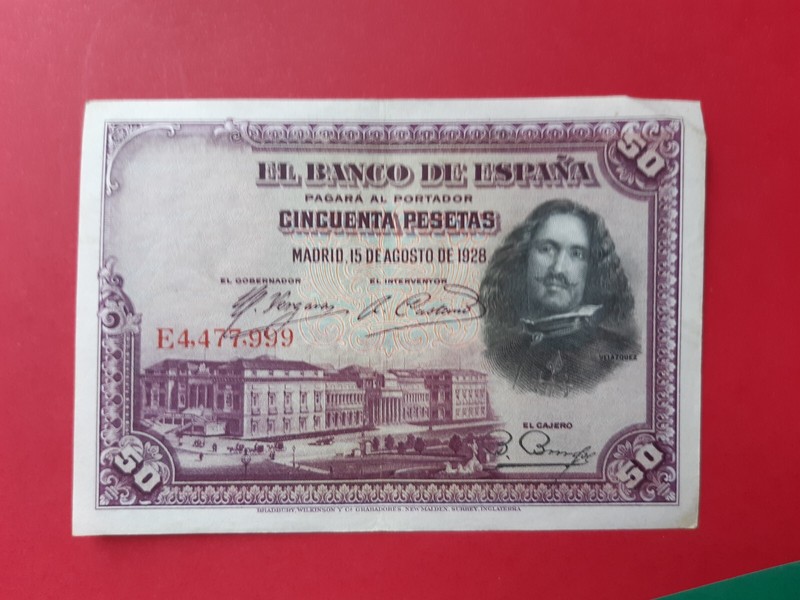 50
EL BANCO DE ESPAÑA
PAGARÁ AL PORTADOR
CINCUENTA PESETAS
MADRID, 15 DE AGOSTO DE 1928
EL GOBERNADOR EL INTERVENTOR
E4,477,999
VELAZQUEZ
EL CAJERO
50 50
BRADBURY, WILKINSON Y Cª GRABADORES, NEW MALDEN, SURREY, INGLATERRA